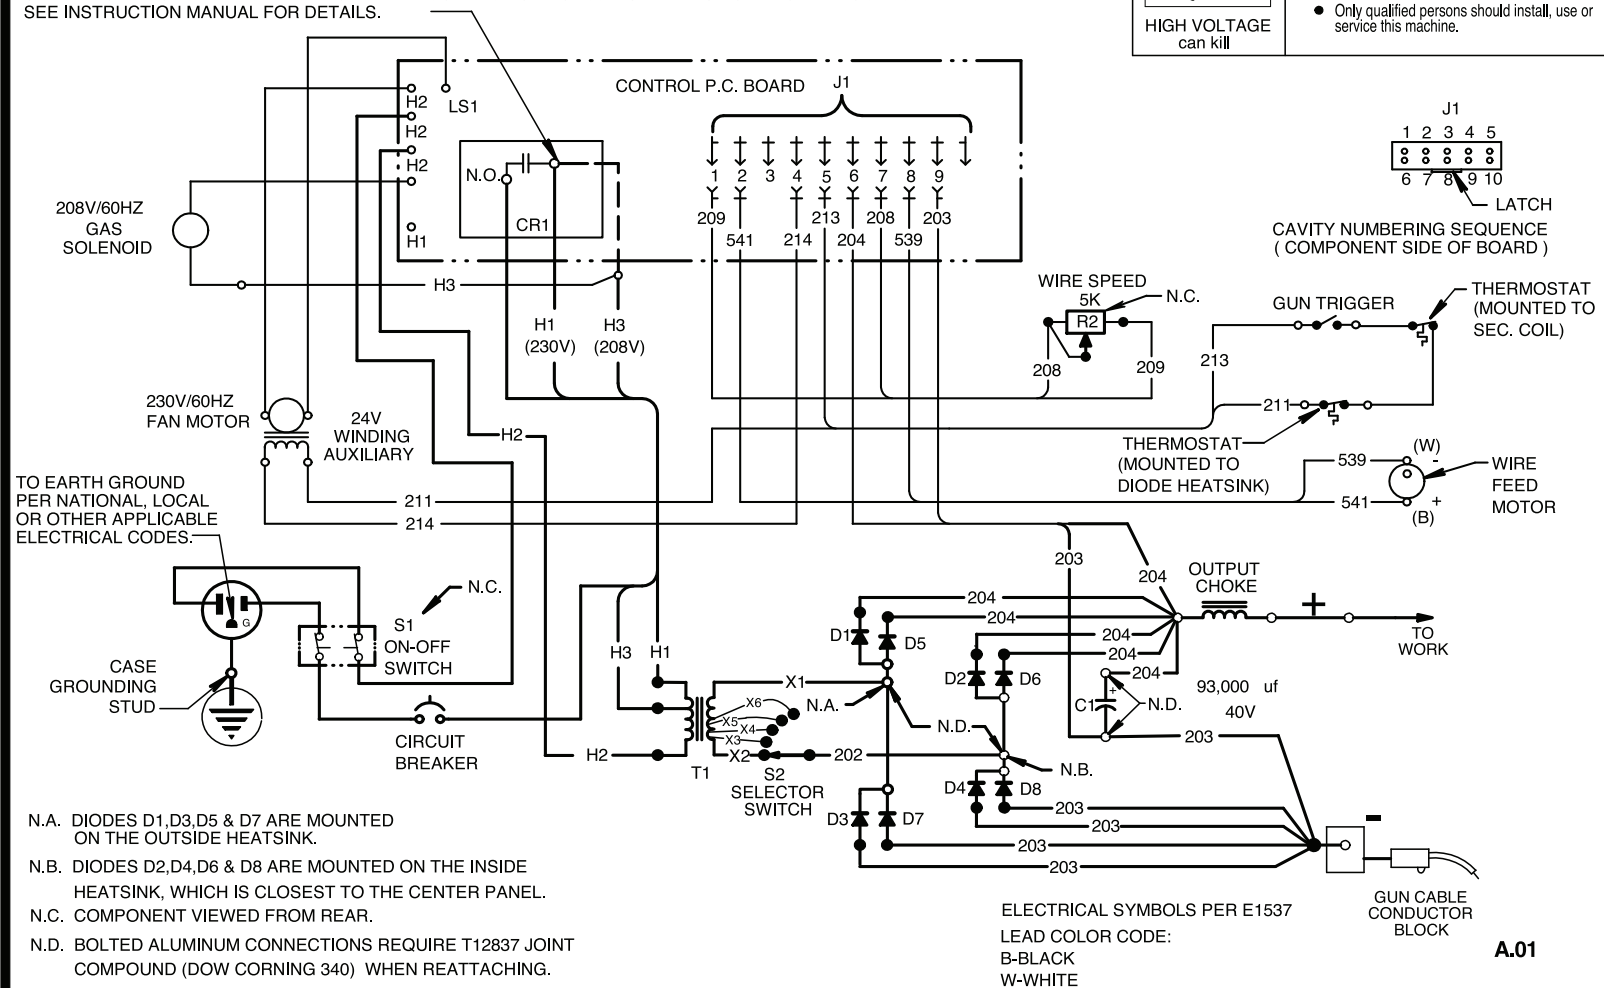 SEE INSTRUCTION MANUAL FOR DETAILS.
HIGH VOLTAGE
can kill
● Only qualified persons should install, use or
service this machine.
CONTROL P.C. BOARD
J1
H2
LS1
H2
H2
H1
N.O.
CR1
1 2 3 4 5 6 7 8 9
209 213 208 203
541 214 204 539
J1
1 2 3 4 5
6 7 8 9 10
LATCH
CAVITY NUMBERING SEQUENCE
( COMPONENT SIDE OF BOARD )
208V/60HZ
GAS
SOLENOID
H3
H1
(230V)
H3
(208V)
WIRE SPEED
5K
R2
N.C.
208
209
213
GUN TRIGGER
THERMOSTAT
(MOUNTED TO
SEC. COIL)
230V/60HZ
FAN MOTOR
24V
WINDING
AUXILIARY
H2
211
THERMOSTAT
(MOUNTED TO
DIODE HEATSINK)
539
(W)
-
541
+
(B)
WIRE
FEED
MOTOR
TO EARTH GROUND
PER NATIONAL, LOCAL
OR OTHER APPLICABLE
ELECTRICAL CODES.
211
214
G
N.C.
S1
ON-OFF
SWITCH
CASE
GROUNDING
STUD
CIRCUIT
BREAKER
H3
H1
H2
T1
X1
X6
X5
X4
X3
X2
S2
SELECTOR
SWITCH
202
N.A.
N.D.
N.B.
D1
D5
D2
D6
D4
D8
D3
D7
204
204
204
204
204
204
203
OUTPUT
CHOKE
+
TO
WORK
C1
+
N.D.
93,000 uf
40V
203
203
203
203
203
-
GUN CABLE
CONDUCTOR
BLOCK
N.A. DIODES D1,D3,D5 & D7 ARE MOUNTED
ON THE OUTSIDE HEATSINK.
N.B. DIODES D2,D4,D6 & D8 ARE MOUNTED ON THE INSIDE
HEATSINK, WHICH IS CLOSEST TO THE CENTER PANEL.
N.C. COMPONENT VIEWED FROM REAR.
N.D. BOLTED ALUMINUM CONNECTIONS REQUIRE T12837 JOINT
COMPOUND (DOW CORNING 340) WHEN REATTACHING.
ELECTRICAL SYMBOLS PER E1537
LEAD COLOR CODE:
B-BLACK
W-WHITE
A.01